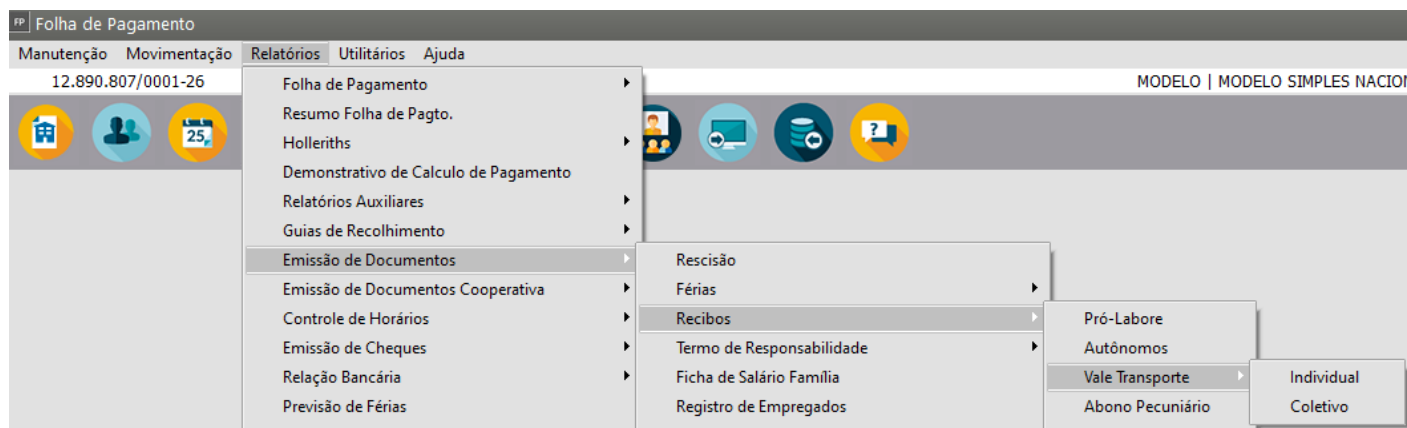 FP Folha de Pagamento
Manutenção Movimentação Relatórios Utilitários Ajuda
12.890.807/0001-26
MODELO | MODELO SIMPLES NACION
25
?
Folha de Pagamento
Resumo Folha de Pagto.
Holleriths
Demonstrativo de Calculo de Pagamento
Relatórios Auxiliares
Guias de Recolhimento
Emissão de Documentos
Emissão de Documentos Cooperativa
Controle de Horários
Emissão de Cheques
Relação Bancária
Previsão de Férias
Rescisão
Férias
Recibos
Termo de Responsabilidade
Ficha de Salário Família
Registro de Empregados
Pró-Labore
Autônomos
Vale Transporte
Abono Pecuniário
Individual
Coletivo